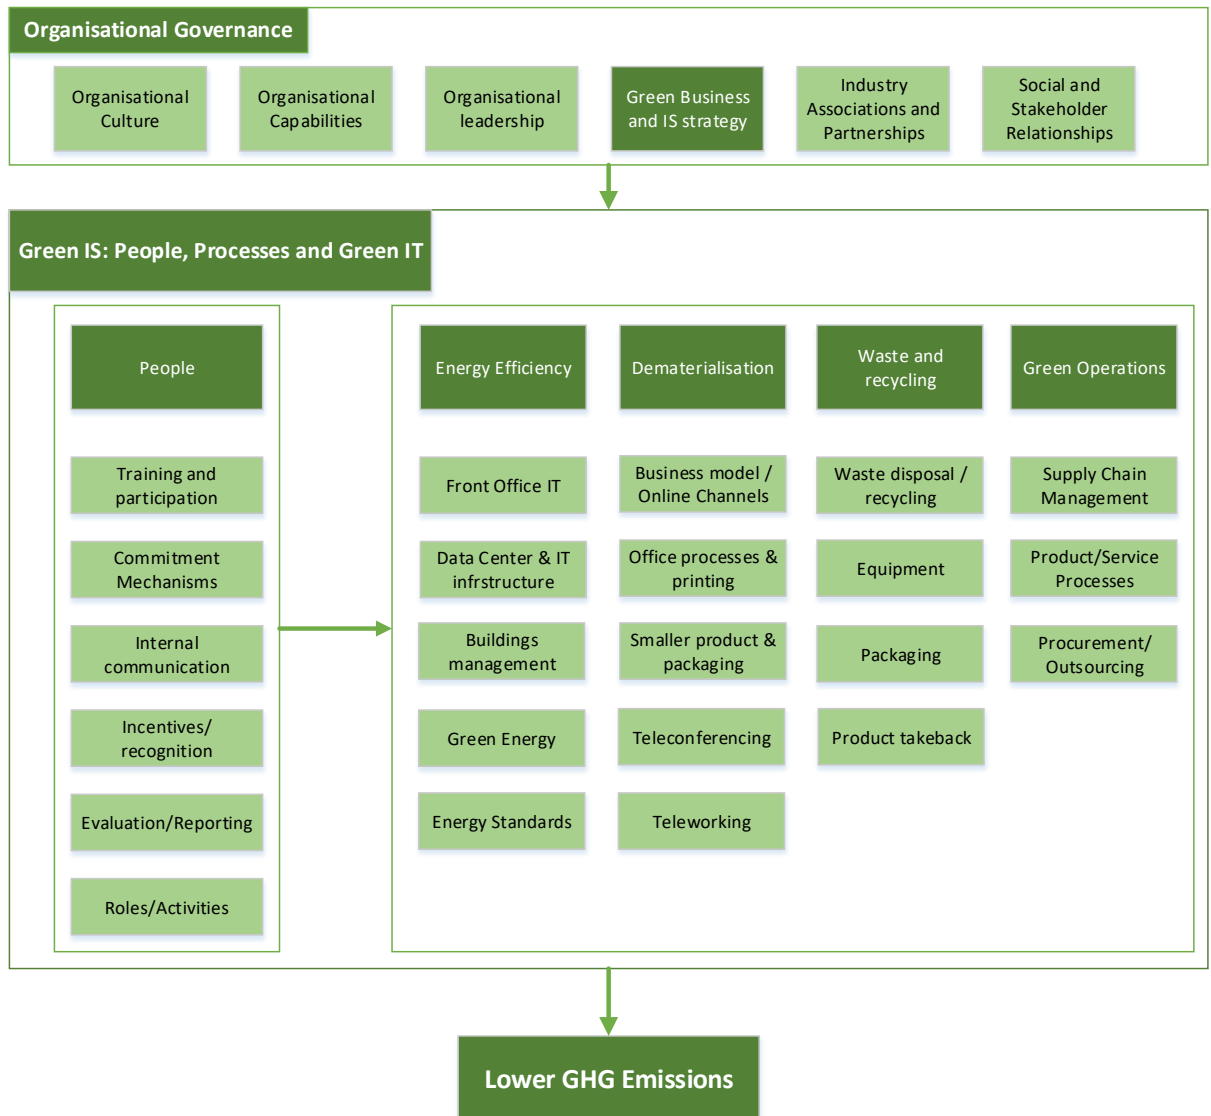 Organisational Governance
Organisational
Culture
Organisational
Capabilities
Organisational
leadership
Green Business
and IS strategy
Industry
Associations and
Partnerships
Social and
Stakeholder
Relationships
Green IS: People, Processes and Green IT
People
Training and
participation
Commitment
Mechanisms
Internal
communication
Incentives/
recognition
Evaluation/Reporting
Roles/Activities
Energy Efficiency
Front Office IT
Data Center & IT
infrstructure
Buildings
management
Green Energy
Energy Standards
Dematerialisation
Business model /
Online Channels
Office processes &
printing
Smaller product &
packaging
Teleconferencing
Teleworking
Waste and
recycling
Waste disposal /
recycling
Equipment
Packaging
Product takeback
Green Operations
Supply Chain
Management
Product/Service
Processes
Procurement/
Outsourcing
Lower GHG Emissions